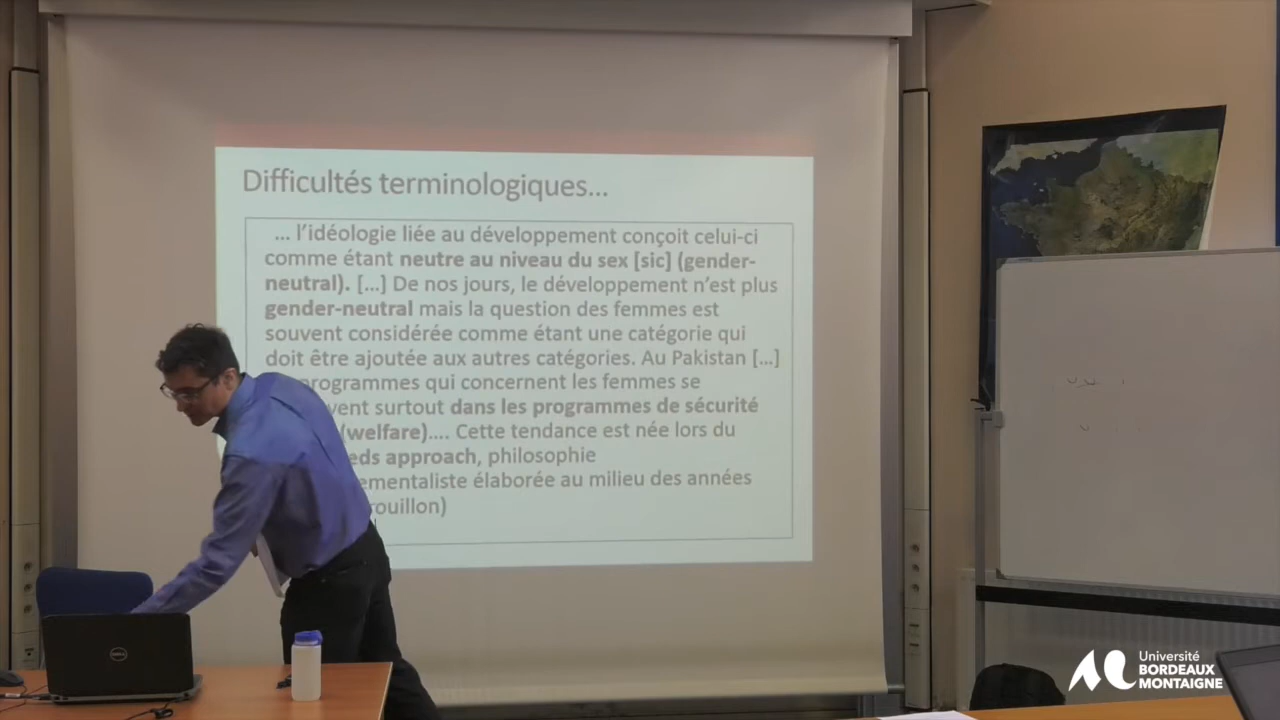 Difficultés terminologiques...
... l'idéologie liée au développement conçoit celui-ci
comme étant neutre au niveau du sex [sic] (gender-
neutral). [...] De nos jours, le développement n'est plus
gender-neutral mais la question des femmes est
souvent considérée comme étant une catégorie qui
doit être ajoutée aux autres catégories. Au Pakistan [...]
programmes qui concernent les femmes se
vent surtout dans les programmes de sécurité
(welfare).... Cette tendance est née lors du
eds approach, philosophie
ementaliste élaborée au milieu des années
rouillon)
DELL
Université
BORDEAUX
MONTAIGNE